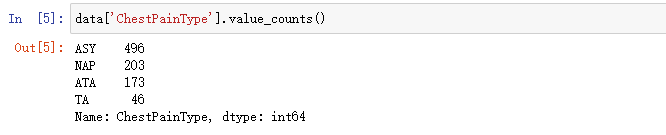 In [5]: data['ChestPainType'].value_counts()
Out[5]: ASY    496
NAP    203
ATA    173
TA      46
Name: ChestPainType, dtype: int64